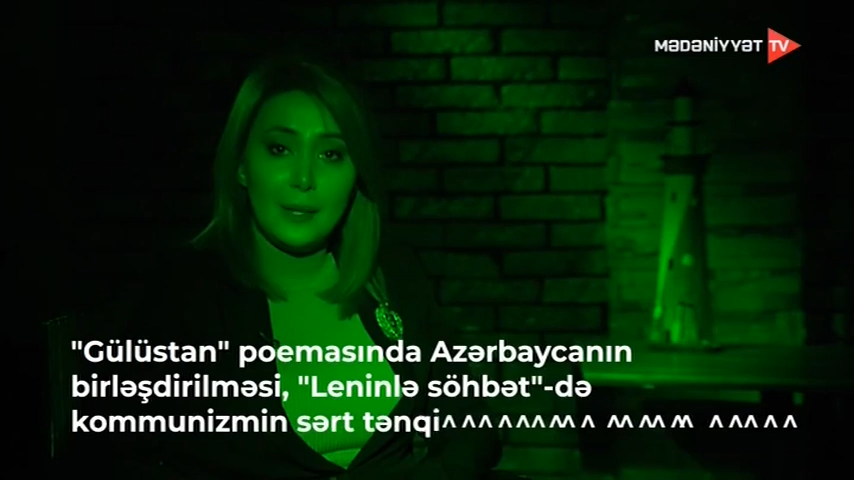 MƏDƏNİYYƏT TV
"Gülüstan" poemasında Azərbaycanın
birləşdirilməsi, "Leninlə söhbət"-də
kommunizmin sərt tənqi